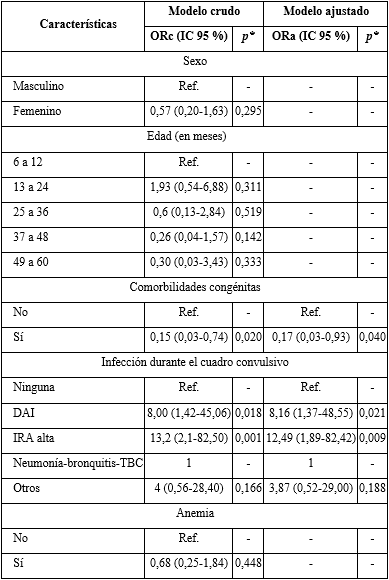 Características Modelo crudo Modelo ajustado
ORc (IC 95 %) p* ORa (IC 95 %) p*
Sexo
Masculino Ref. - - -
Femenino 0,57 (0,20-1,63) 0,295 - -
Edad (en meses)
6 a 12 Ref. - - -
13 a 24 1,93 (0,54-6,88) 0,311 - -
25 a 36 0,6 (0,13-2,84) 0,519 - -
37 a 48 0,26 (0,04-1,57) 0,142 - -
49 a 60 0,30 (0,03-3,43) 0,333 - -
Comorbilidades congénitas
No Ref. - Ref. -
Sí 0,15 (0,03-0,74) 0,020 0,17 (0,03-0,93) 0,040
Infección durante el cuadro convulsivo
Ninguna Ref. - Ref. -
DAI 8,00 (1,42-45,06) 0,018 8,16 (1,37-48,55) 0,021
IRA alta 13,2 (2,1-82,50) 0,001 12,49 (1,89-82,42) 0,009
Neumonía-bronquitis-TBC 1 - 1 -
Otros 4 (0,56-28,40) 0,166 3,87 (0,52-29,00) 0,188
Anemia
No Ref. - - -
Sí 0,68 (0,25-1,84) 0,448 - -